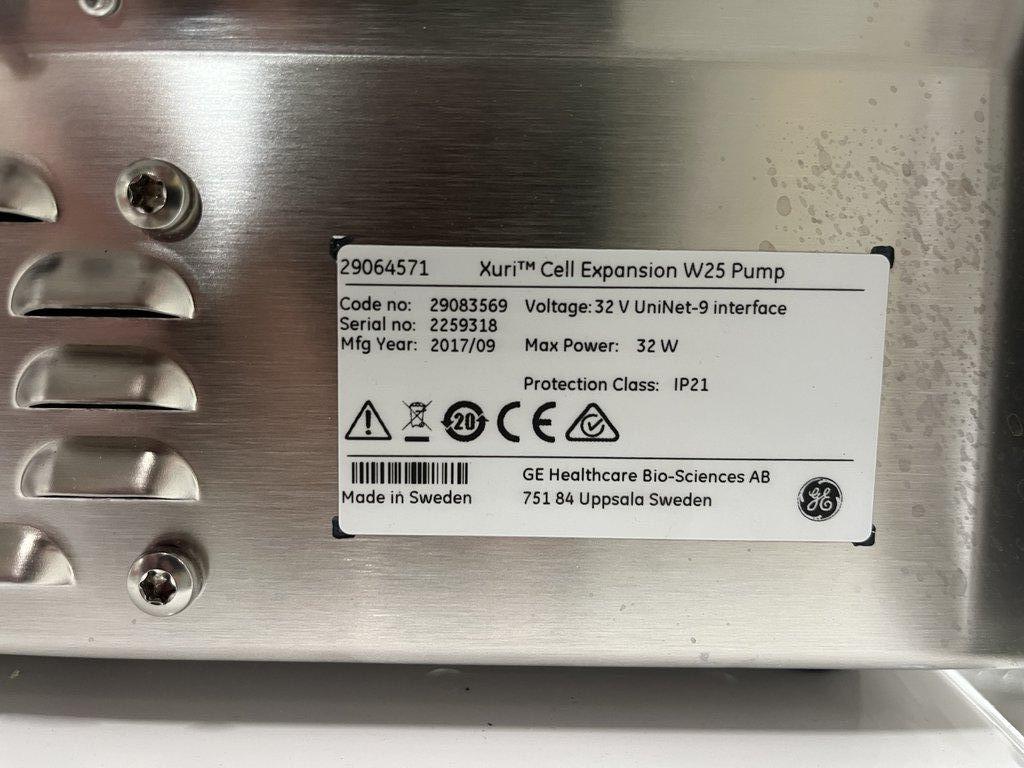 29064571 Xuri™ Cell Expansion W25 Pump
Code no: 29083569 Voltage: 32 V UniNet-9 interface
Serial no: 2259318
Mfg Year: 2017/09 Max Power: 32 W
Protection Class: IP21
20 CE
GE Healthcare Bio-Sciences AB
Made in Sweden 751 84 Uppsala Sweden
GE